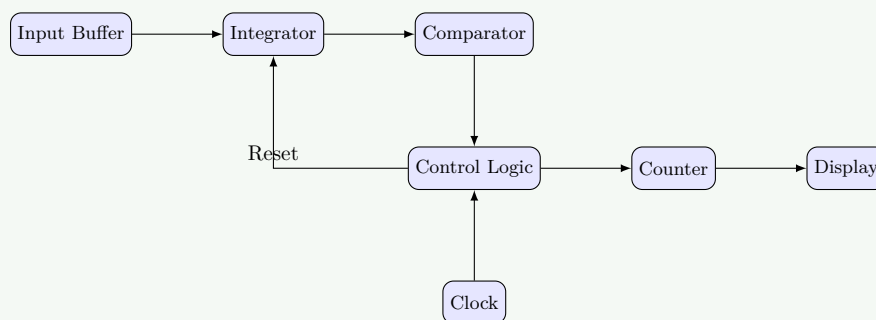 Input Buffer
Integrator
Comparator
Reset
Control Logic
Counter
Display
Clock